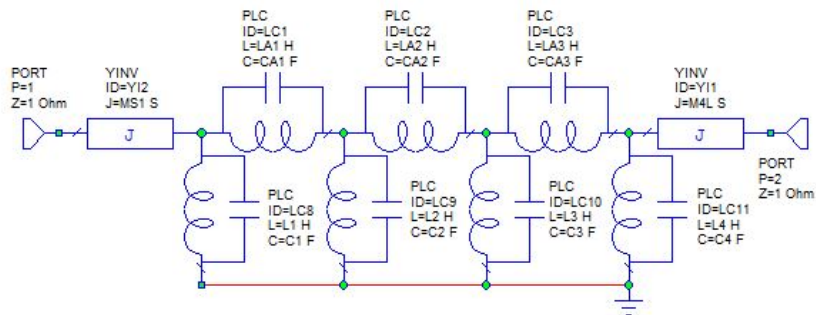 PLC
ID=LC1
L=LA1 H
C=CA1 F
PLC
ID=LC2
L=LA2 H
C=CA2 F
PLC
ID=LC3
L=LA3 H
C=CA3 F
PORT
P=1
Z=1 Ohm
YINV
ID=YI2
J=MS1 S
J
YINV
ID=YI1
J=M4L S
J
PORT
P=2
Z=1 Ohm
PLC
ID=LC8
L=L1 H
C=C1 F
PLC
ID=LC9
L=L2 H
C=C2 F
PLC
ID=LC10
L=L3 H
C=C3 F
PLC
ID=LC11
L=L4 H
C=C4 F